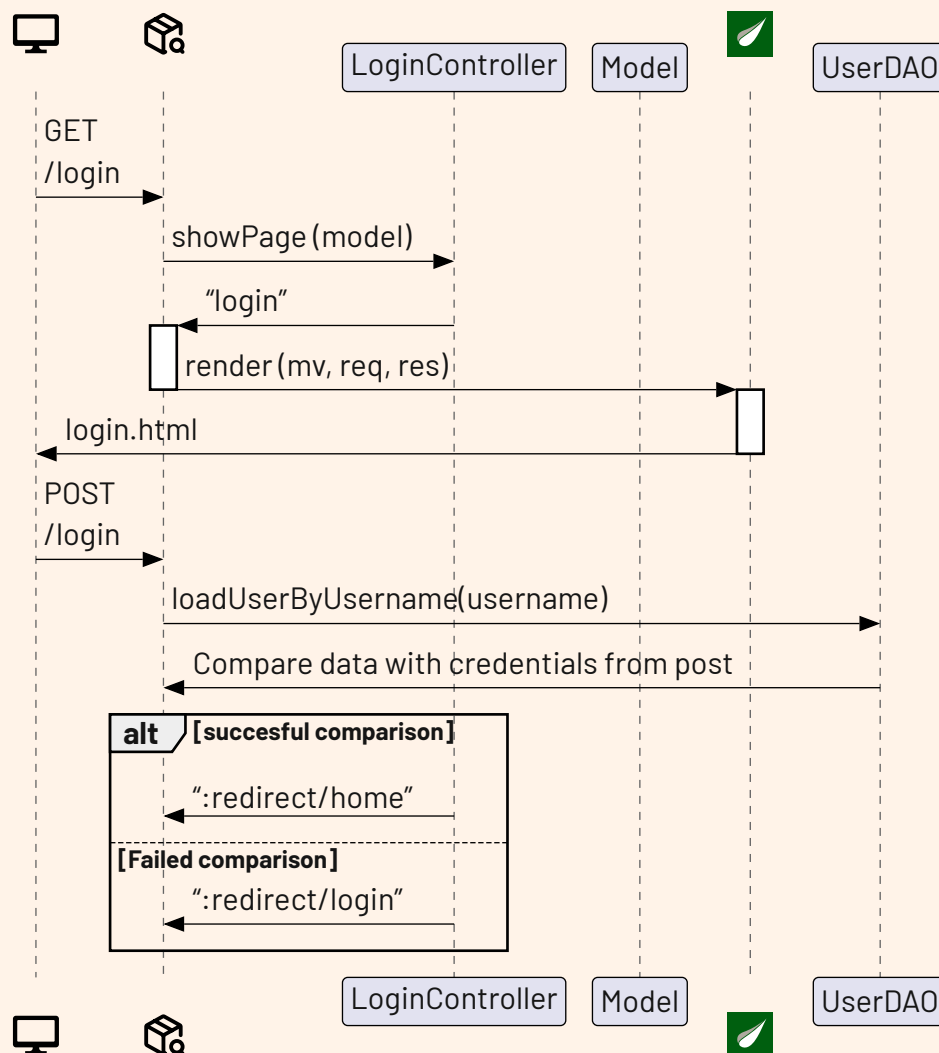 LoginController
Model
UserDAO
GET
/login
showPage (model)
“login”
render (mv, req, res)
login.html
POST
/login
loadUserByUsername(username)
Compare data with credentials from post
alt
[succesful comparison]
“:redirect/home”
[Failed comparison]
“:redirect/login”
LoginController
Model
UserDAO